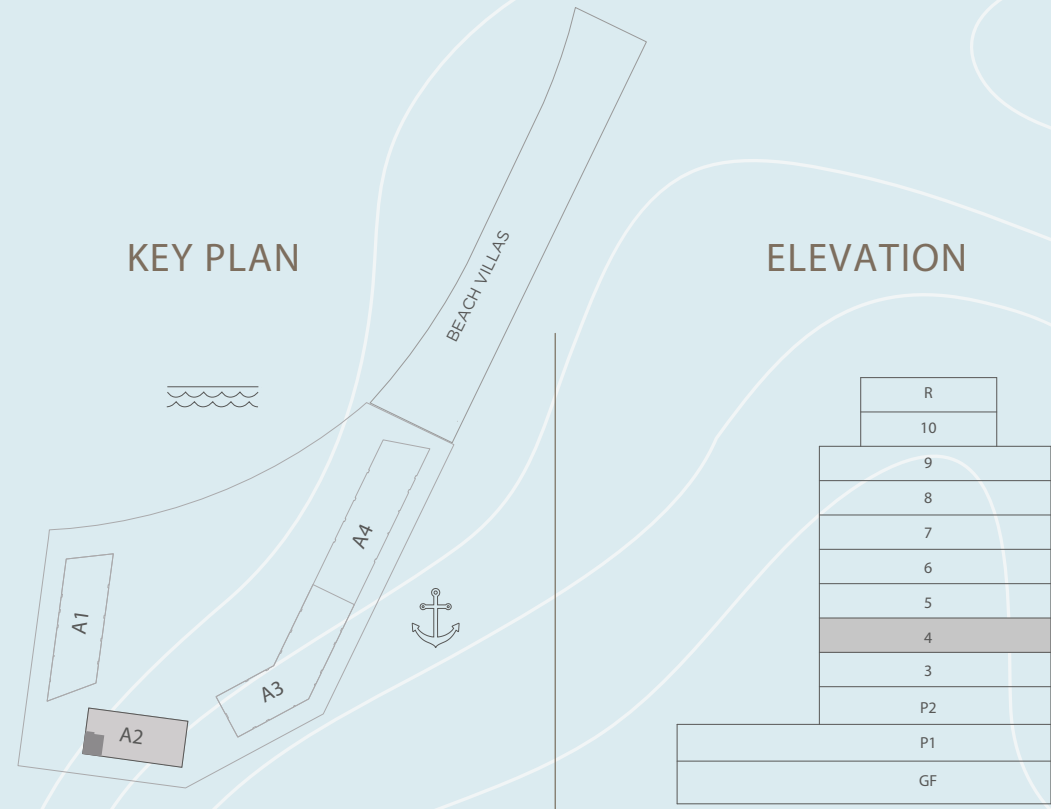 KEY PLAN
BEACH VILLAS
A4
A1
A3
A2
ELEVATION
R
10
9
8
7
6
5
4
3
P2
P1
GF